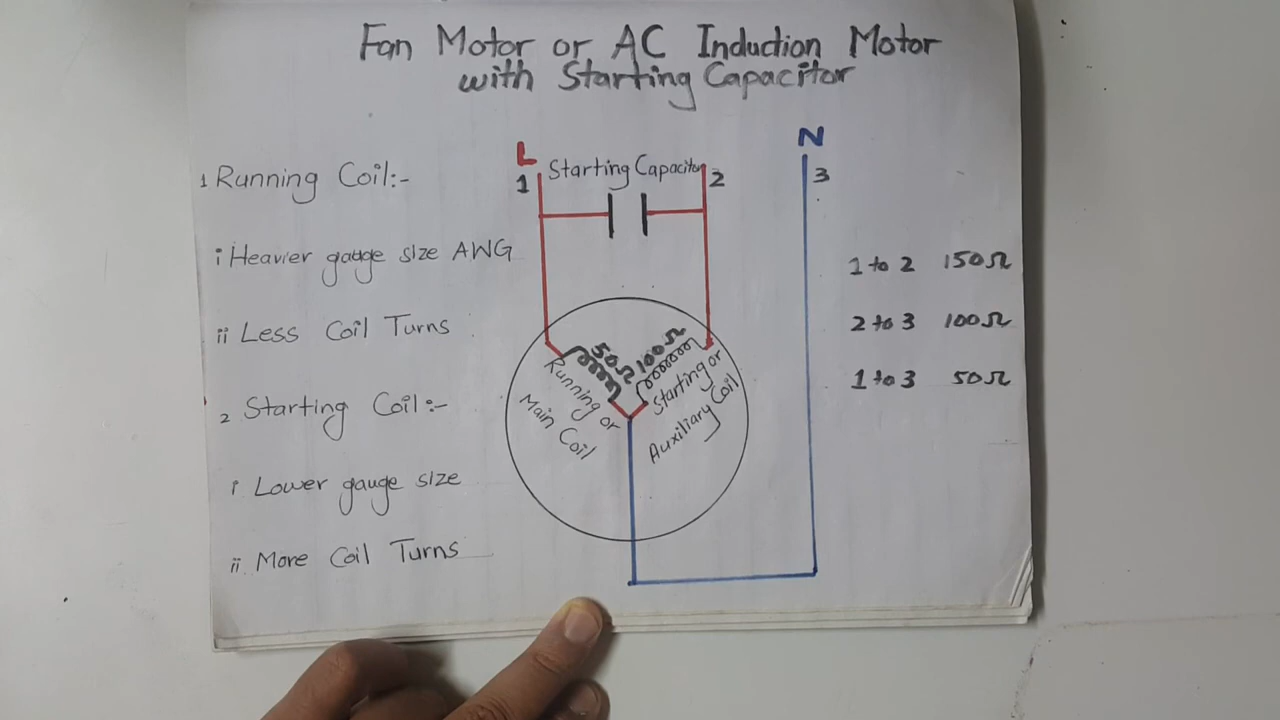 Fan Motor or AC Induction Motor
with Starting Capacitor
L
N
1
Starting Capacitor
2
3
1 Running Coil:-
i Heavier gauge size AWG
ii Less Coil Turns
2 Starting Coil:-
i Lower gauge size
ii More Coil Turns
50Ω
100Ω
Running or
Main Coil
Starting or
Auxiliary Coil
1 to 2 150Ω
2 to 3 100Ω
1 to 3 50Ω